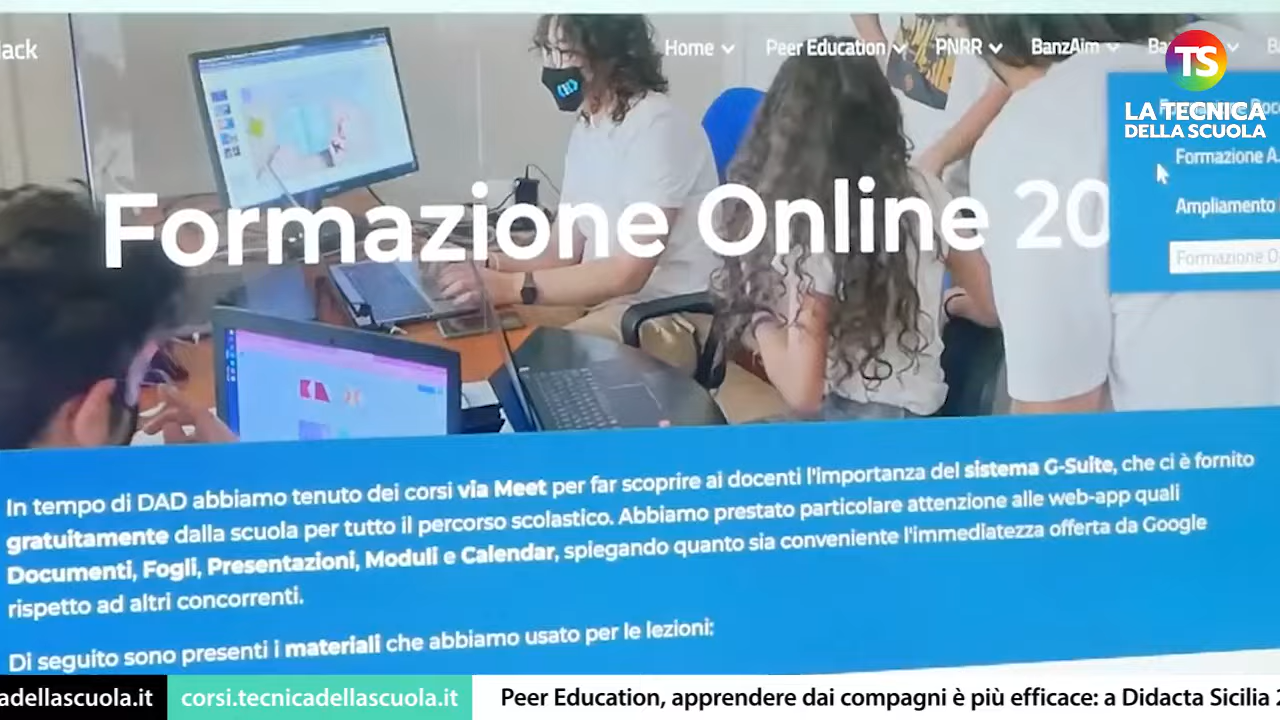 Home
Peer Education
PNRR
BanzAim
TS
LA TECNICA
DELLA SCUOLA
Formazione A.
Ampliamento
Formazione O
Formazione Online 20
In tempo di DAD abbiamo tenuto dei corsi via Meet per far scoprire ai docenti l'importanza del sistema G-Suite, che ci è fornito
gratuitamente dalla scuola per tutto il percorso scolastico. Abbiamo prestato particolare attenzione alle web-app quali
Documenti, Fogli, Presentazioni, Moduli e Calendar, spiegando quanto sia conveniente l'immediatezza offerta da Google
rispetto ad altri concorrenti.
Di seguito sono presenti i materiali che abbiamo usato per le lezioni:
cadellascuola.it
corsi.tecnicadellascuola.it
Peer Education, apprendere dai compagni è più efficace: a Didacta Sicilia